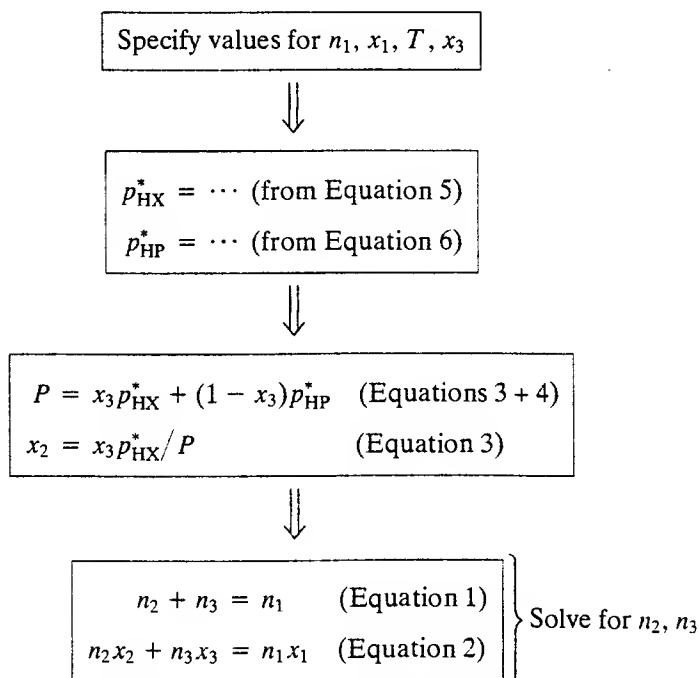 Specify values for n₁, x₁, T, x₃
p*HX = ··· (from Equation 5)
p*HP = ··· (from Equation 6)
P = x₃p*HX + (1 − x₃)p*HP (Equations 3 + 4)
x₂ = x₃p*HX/P (Equation 3)
n₂ + n₃ = n₁ (Equation 1)
n₂x₂ + n₃x₃ = n₁x₁ (Equation 2)
Solve for n₂, n₃